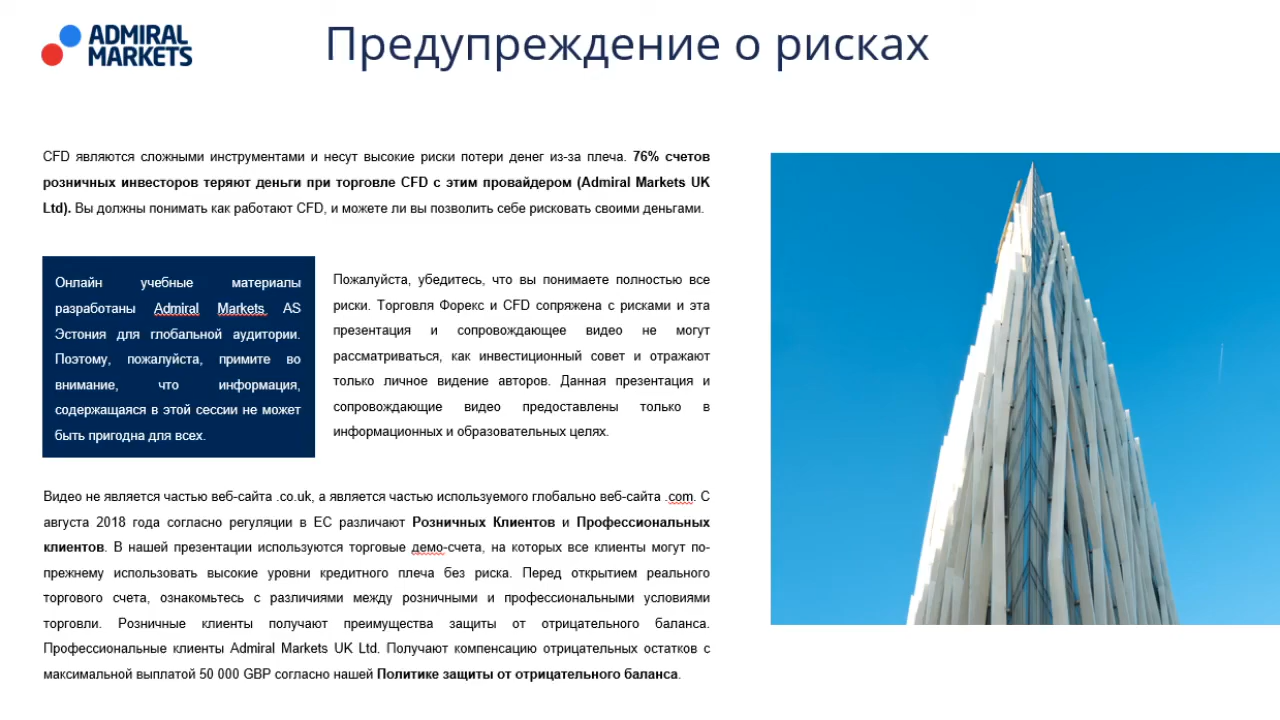 ADMIRAL
MARKETS
Предупреждение о рисках
CFD являются сложными инструментами и несут высокие риски потери денег из-за плеча. 76% счетов
розничных инвесторов теряют деньги при торговле CFD с этим провайдером (Admiral Markets UK
Ltd). Вы должны понимать как работают CFD, и можете ли вы позволить себе рисковать своими деньгами.
Онлайн учебные материалы
разработаны Admiral Markets AS
Эстония для глобальной аудитории.
Поэтому, пожалуйста, примите во
внимание, что информация,
содержащаяся в этой сессии не может
быть пригодна для всех.
Пожалуйста, убедитесь, что вы понимаете полностью все
риски. Торговля Форекс и CFD сопряжена с рисками и эта
презентация и сопровождающее видео не могут
рассматриваться, как инвестиционный совет и отражают
только личное видение авторов. Данная презентация и
сопровождающие видео предоставлены только в
информационных и образовательных целях.
Видео не является частью веб-сайта .co.uk, а является частью используемого глобально веб-сайта .com. С
августа 2018 года согласно регуляции в ЕС различают Розничных Клиентов и Профессиональных
клиентов. В нашей презентации используются торговые демо-счета, на которых все клиенты могут по-
прежнему использовать высокие уровни кредитного плеча без риска. Перед открытием реального
торгового счета, ознакомьтесь с различиями между розничными и профессиональными условиями
торговли. Розничные клиенты получают преимущества защиты от отрицательного баланса.
Профессиональные клиенты Admiral Markets UK Ltd. Получают компенсацию отрицательных остатков с
максимальной выплатой 50 000 GBP согласно нашей Политике защиты от отрицательного баланса.